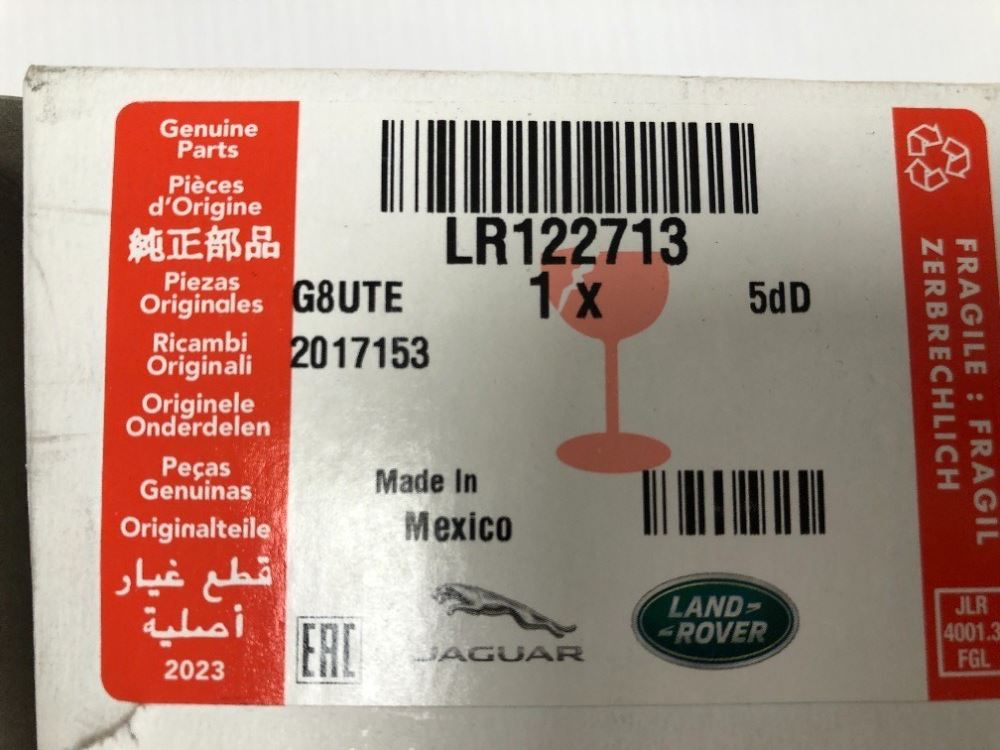 Genuine
Parts
Pièces
d'Origine
純正部品
Piezas
Originales
Ricambi
Originali
Originele
Onderdelen
Peças
Genuinas
Originalteile
قطع غيار
أصلية
2023
LR122713
G8UTE
1 x
5dD
2017153
Made In
Mexico
EAC
JAGUAR
LAND-
-ROVER
FRAGILE : FRAGIL
ZERBRECHLICH
JLR
4001.3
FGL